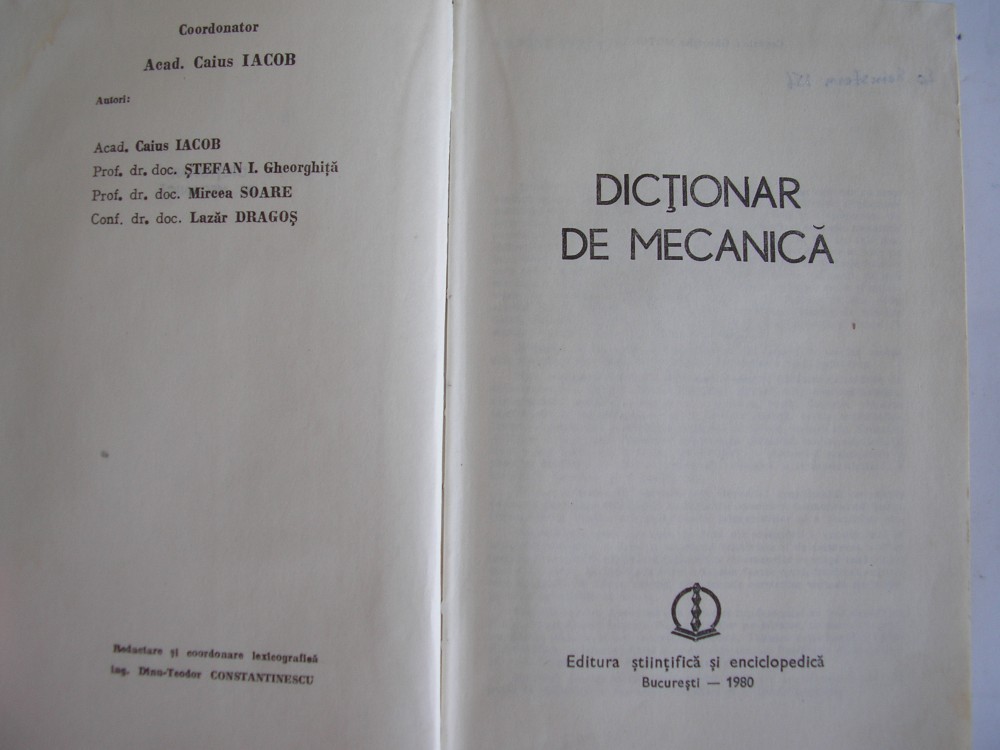 Coordonator
Acad. Caius IACOB
Autori:
Acad. Caius IACOB
Prof. dr. doc. ŞTEFAN I. Gheorghiţă
Prof. dr. doc. Mircea SOARE
Conf. dr. doc. Lazăr DRAGOŞ
Redactare şi coordonare lexicografică
Ing. Dinu-Teodor CONSTANTINESCU
DICŢIONAR
DE MECANICĂ
Editura ştiinţifică şi enciclopedică
Bucureşti — 1980